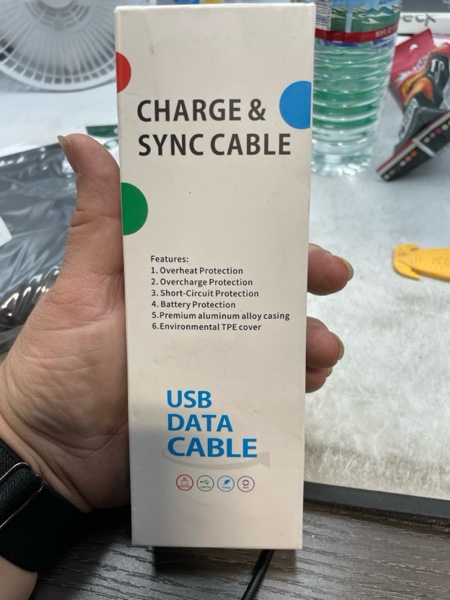 CHARGE &
SYNC CABLE
Features:
1. Overheat Protection
2. Overcharge Protection
3. Short-Circuit Protection
4. Battery Protection
5.Premium aluminum alloy casing
6.Environmental TPE cover
USB
DATA
CABLE